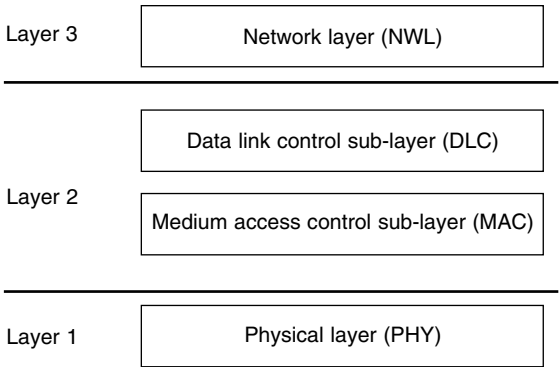 Layer 3
Network layer (NWL)
Data link control sub-layer (DLC)
Layer 2
Medium access control sub-layer (MAC)
Layer 1
Physical layer (PHY)